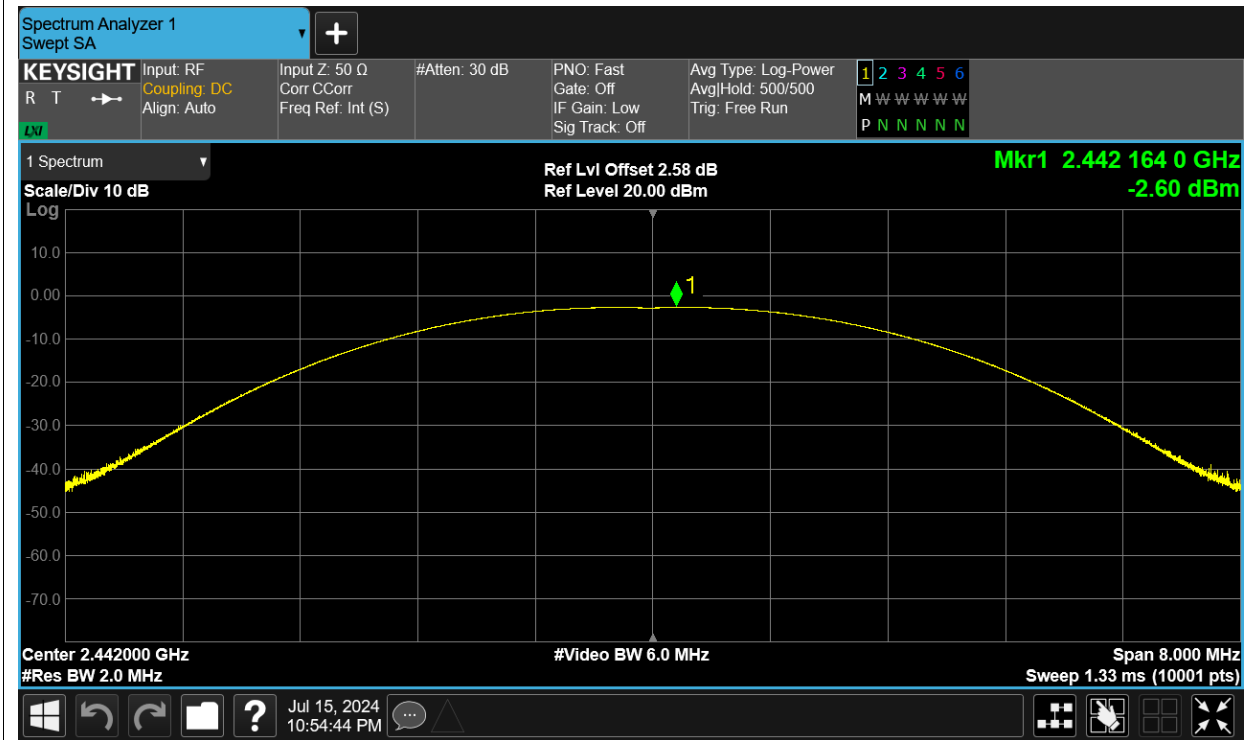 Spectrum Analyzer 1
Swept SA
+
KEYSIGHT
R T
LXI
Input: RF
Coupling: DC
Align: Auto
Input Z: 50 Ω
Corr CCorr
Freq Ref: Int (S)
#Atten: 30 dB
PNO: Fast
Gate: Off
IF Gain: Low
Sig Track: Off
Avg Type: Log-Power
Avg|Hold: 500/500
Trig: Free Run
1 2 3 4 5 6
M W W W W W
P N N N N N
1 Spectrum
Scale/Div 10 dB
Log
Ref Lvl Offset 2.58 dB
Ref Level 20.00 dBm
Mkr1 2.442 164 0 GHz
-2.60 dBm
10.0
0.00
-10.0
-20.0
-30.0
-40.0
-50.0
-60.0
-70.0
1
Center 2.442000 GHz
#Res BW 2.0 MHz
#Video BW 6.0 MHz
Span 8.000 MHz
Sweep 1.33 ms (10001 pts)
?
Jul 15, 2024
10:54:44 PM